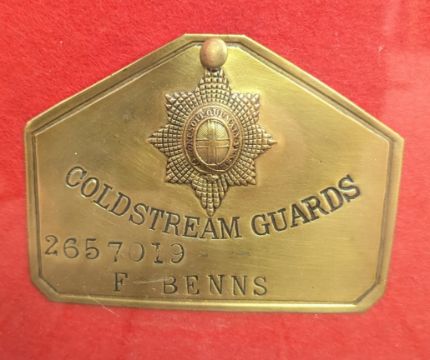 COLDSTREAM GUARDS
2657019
F BENNS